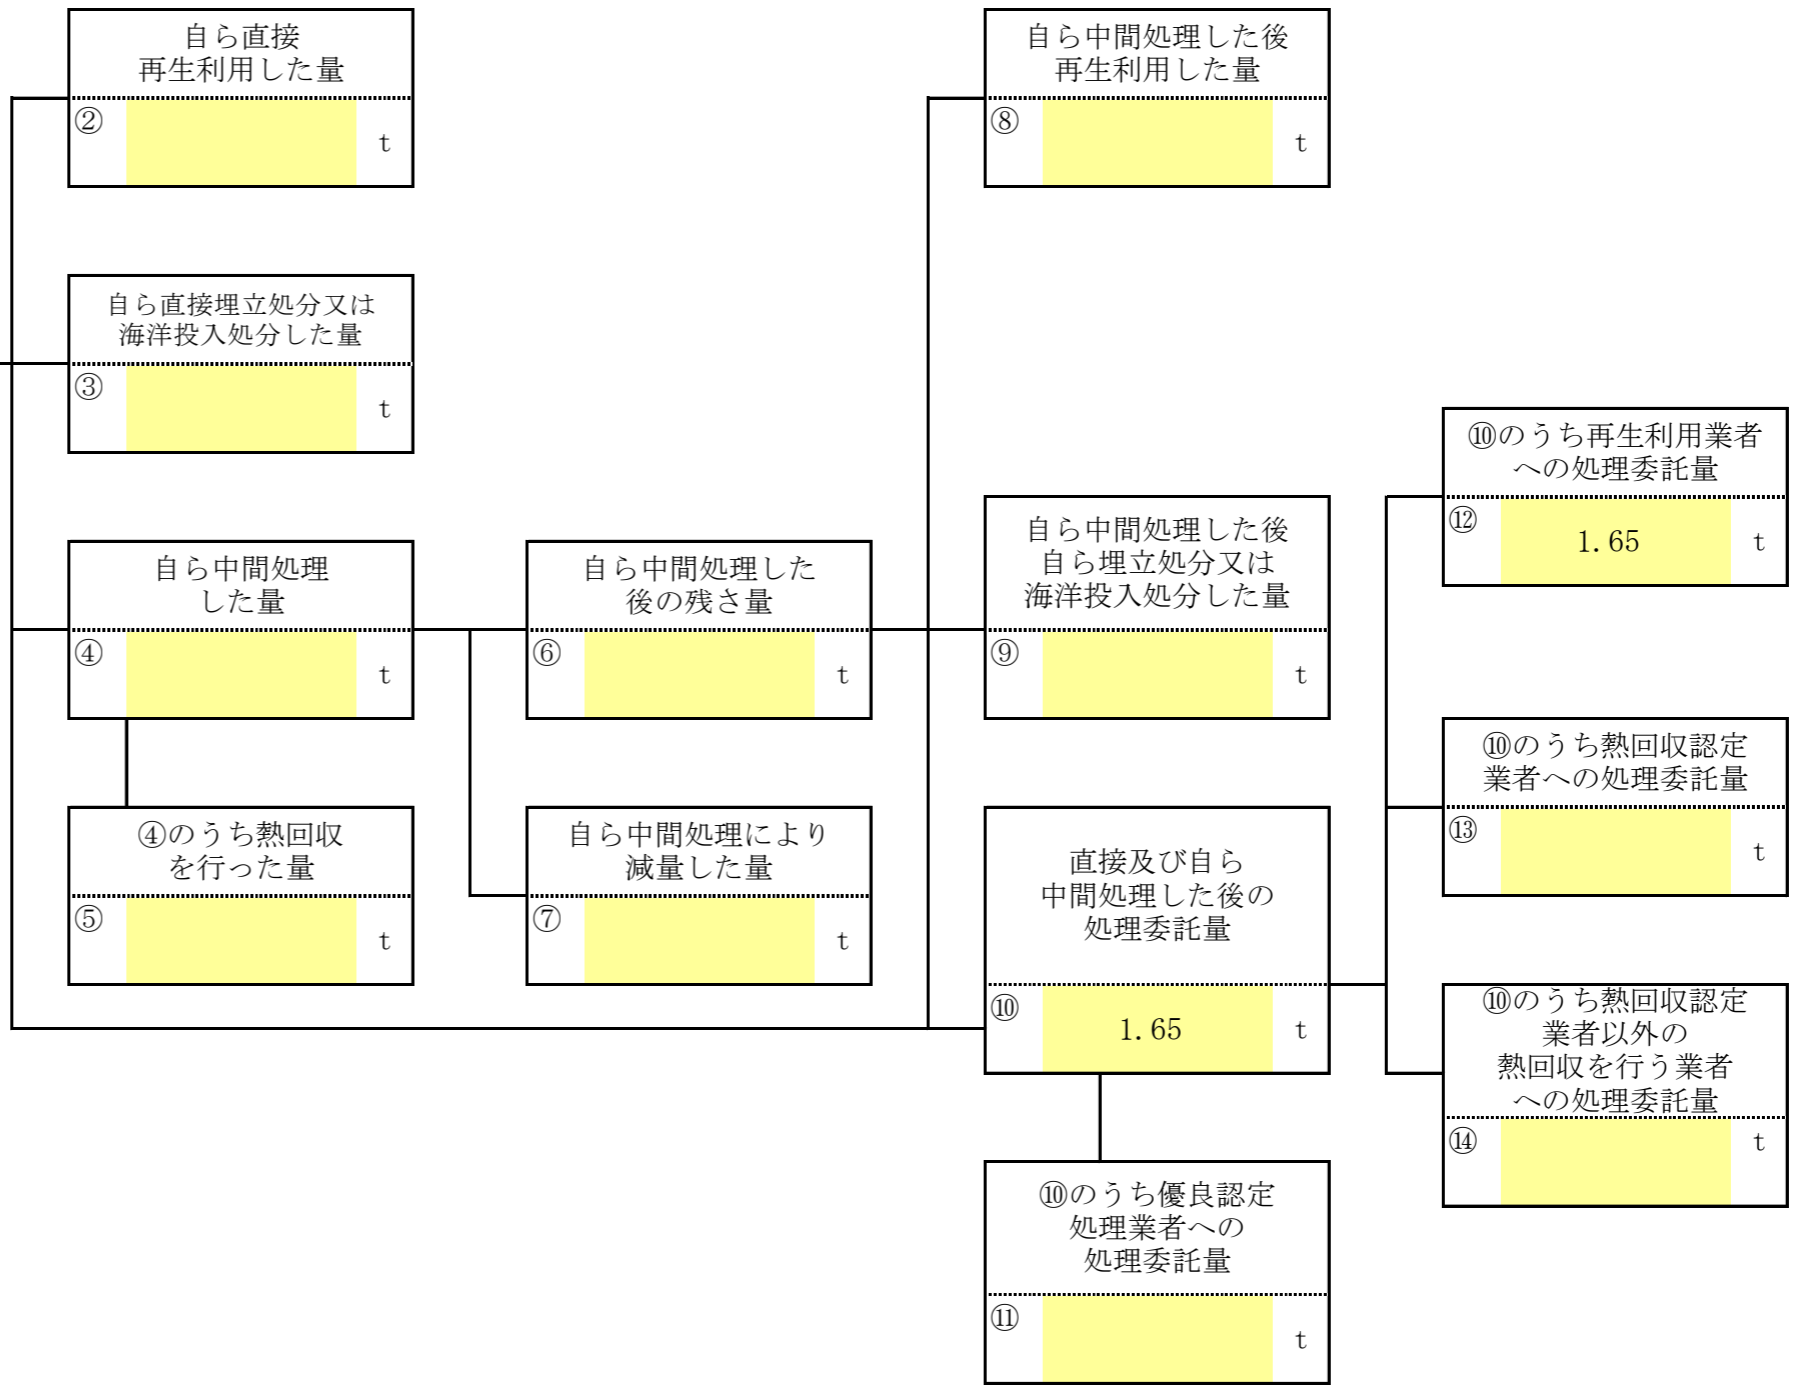 自ら直接
再生利用した量
②
t
自ら中間処理した後
再生利用した量
⑧
t
自ら直接埋立処分又は
海洋投入処分した量
③
t
⑩のうち再生利用業者
への処理委託量
⑫
1.65
t
自ら中間処理
した量
④
t
自ら中間処理した
後の残さ量
⑥
t
自ら中間処理した後
自ら埋立処分又は
海洋投入処分した量
⑨
t
⑩のうち熱回収認定
業者への処理委託量
⑬
t
④のうち熱回収
を行った量
⑤
t
自ら中間処理により
減量した量
⑦
t
直接及び自ら
中間処理した後の
処理委託量
⑩
1.65
t
⑩のうち熱回収認定
業者以外の
熱回収を行う業者
への処理委託量
⑭
t
⑩のうち優良認定
処理業者への
処理委託量
⑪
t